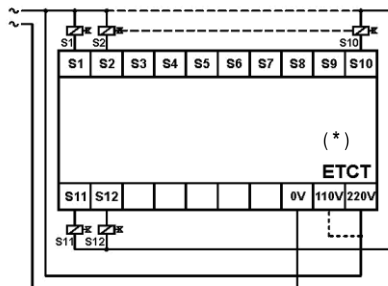 ~
~
S1 S2 S10
S1 S2 S3 S4 S5 S6 S7 S8 S9 S10
(*)
ETCT
S11 S12 0V 110V 220V
S11 S12